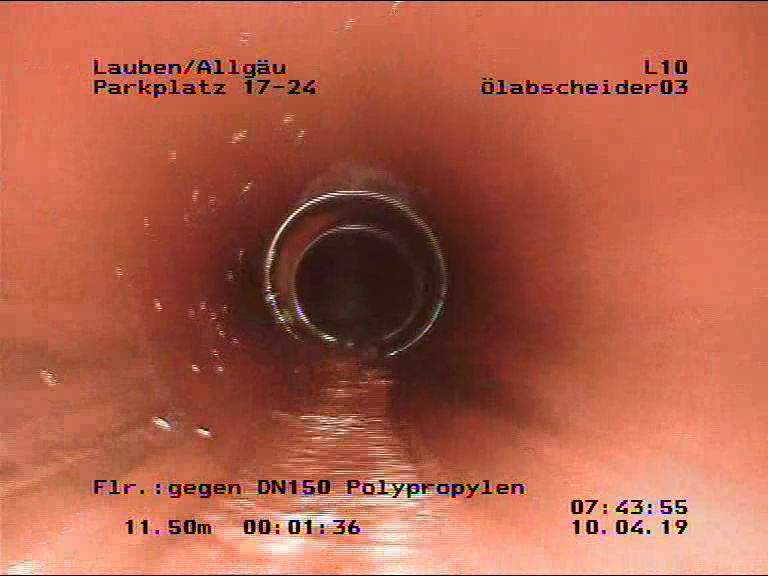 Lauben/Allgäu L10
Parkplatz 17-24 Ölabscheider03
Flr.:gegen DN150 Polypropylen
07:43:55
11.50m 00:01:36 10.04.19